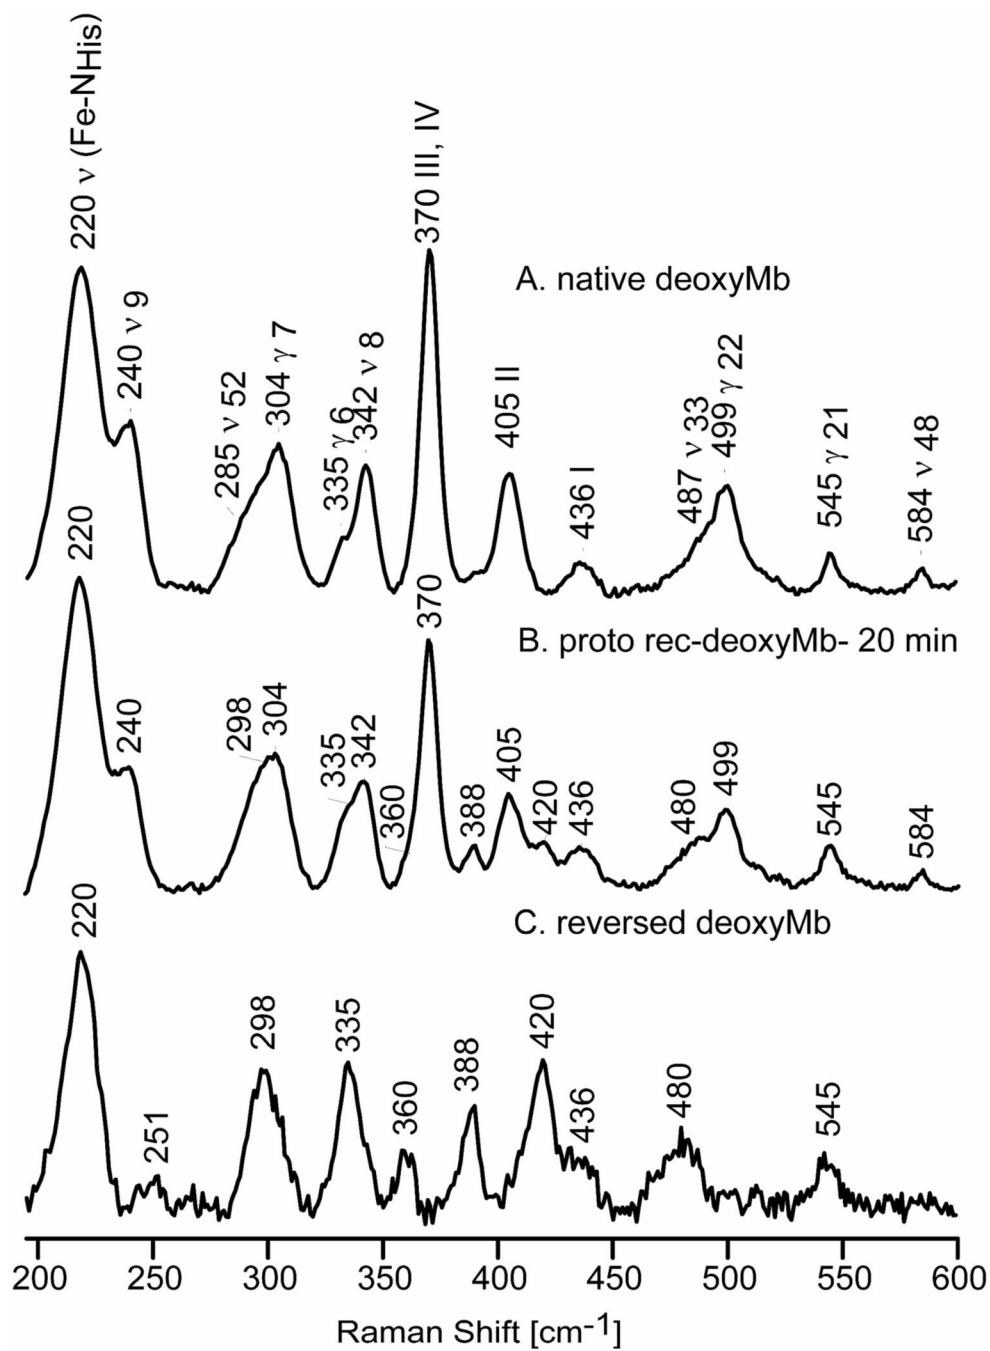 220 ν (Fe-NHis)
240 ν 9
285 ν 52
304 γ 7
335 γ 6
342 ν 8
370 III, IV
405 II
436 I
487 ν 33
499 γ 22
545 γ 21
584 ν 48
A. native deoxyMb
220
240
298
304
335
342
360
370
388
405
420
436
480
499
545
584
B. proto rec-deoxyMb- 20 min
220
251
298
335
360
388
420
436
480
545
C. reversed deoxyMb
200 250 300 350 400 450 500 550 600
Raman Shift [cm-1]